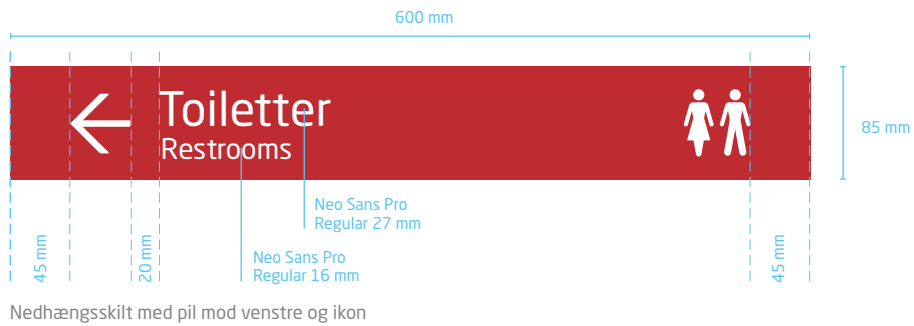 600 mm
Toiletter
Restrooms
85 mm
Neo Sans Pro
Regular 27 mm
Neo Sans Pro
Regular 16 mm
45 mm
20 mm
45 mm
Nedhængsskilt med pil mod venstre og ikon